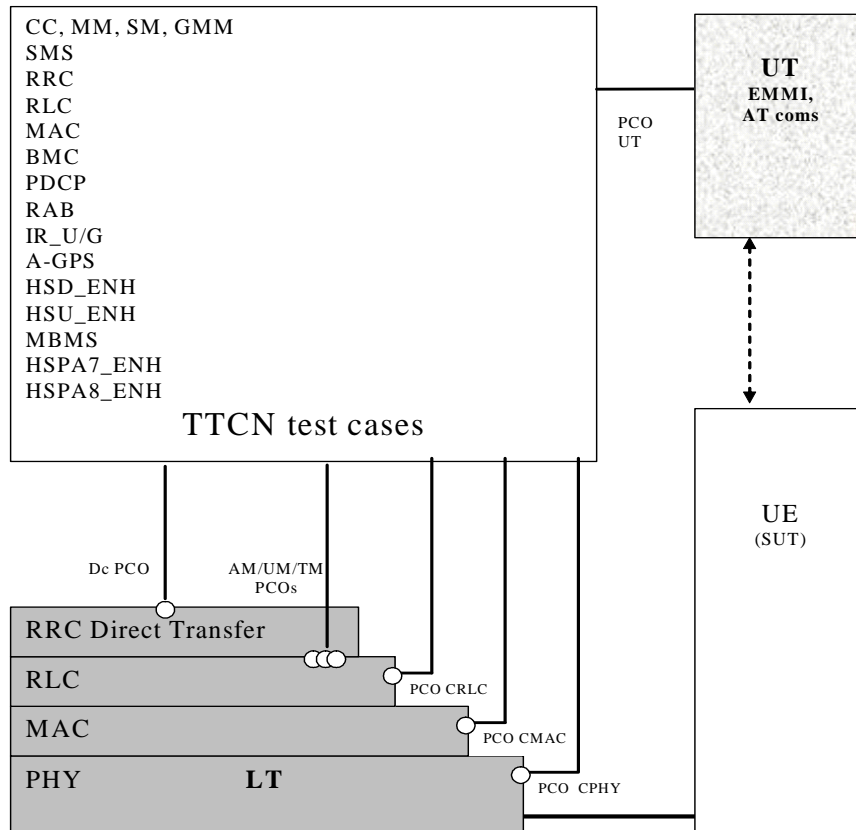 CC, MM, SM, GMM
SMS
RRC
RLC
MAC
BMC
PDCP
RAB
IR_U/G
A-GPS
HSD_ENH
HSU_ENH
MBMS
HSPA7_ENH
HSPA8_ENH
TTCN test cases
PCO
UT
UT
EMMI,
AT coms
UE
(SUT)
Dc PCO
AM/UM/TM
PCOs
RRC Direct Transfer
RLC
PCO CRLC
MAC
PCO CMAC
PHY LT
PCO CPHY